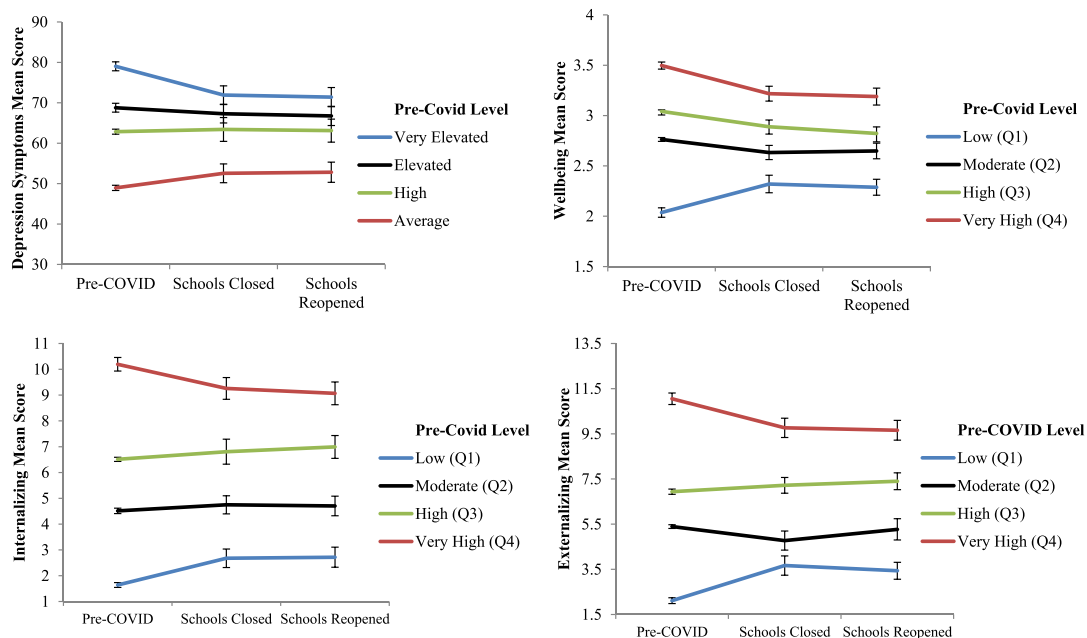 Depression Symptoms Mean Score
90
80
70
60
50
40
30
Pre-COVID
Schools Closed
Schools
Reopened
Pre-Covid Level
Very Elevated
Elevated
High
Average
Wellbeing Mean Score
4
3.5
3
2.5
2
1.5
Pre-COVID
Schools Closed
Schools
Reopened
Pre-Covid Level
Low (Q1)
Moderate (Q2)
High (Q3)
Very High (Q4)
Internalizing Mean Score
11
10
9
8
7
6
5
4
3
2
1
Pre-COVID
Schools Closed
Schools Reopened
Pre-Covid Level
Low (Q1)
Moderate (Q2)
High (Q3)
Very High (Q4)
Externalizing Mean Score
13.5
11.5
9.5
7.5
5.5
3.5
1.5
Pre-COVID
Schools Closed
Schools Reopened
Pre-COVID Level
Low (Q1)
Moderate (Q2)
High (Q3)
Very High (Q4)